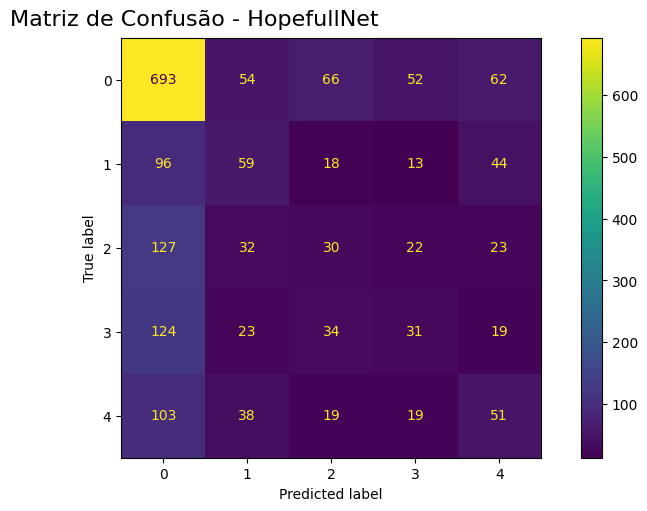 Matriz de Confusão - HopefullNet
0 693 54 66 52 62
1 96 59 18 13 44
2 127 32 30 22 23
3 124 23 34 31 19
4 103 38 19 19 51
0 1 2 3 4
True label
Predicted label
600
500
400
300
200
100